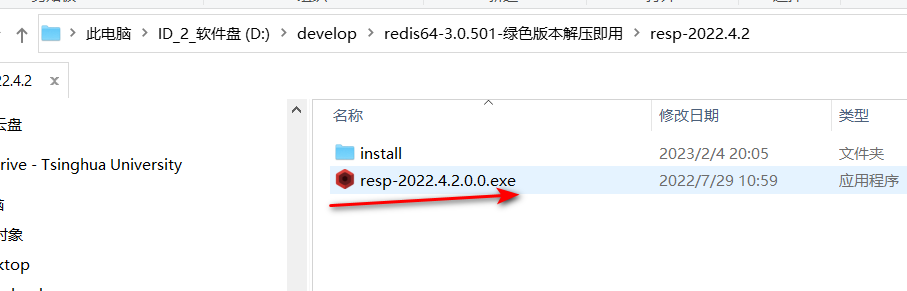 此电脑 > ID_2_软件盘 (D:) > develop > redis64-3.0.501-绿色版本解压即用 > resp-2022.4.2
22.4.2 ×
名称 修改日期 类型
云盘
install 2023/2/4 20:05 文件夹
rive - Tsinghua University
resp-2022.4.2.0.0.exe 2022/7/29 10:59 应用程序
对象
ktop